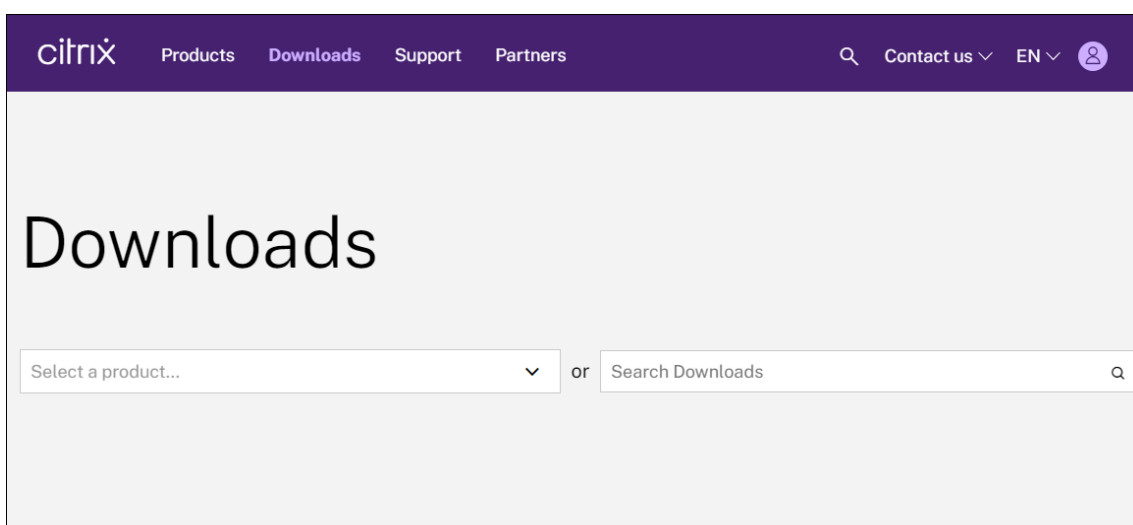 citrix Products Downloads Support Partners Contact us EN
Downloads
Select a product... or Search Downloads